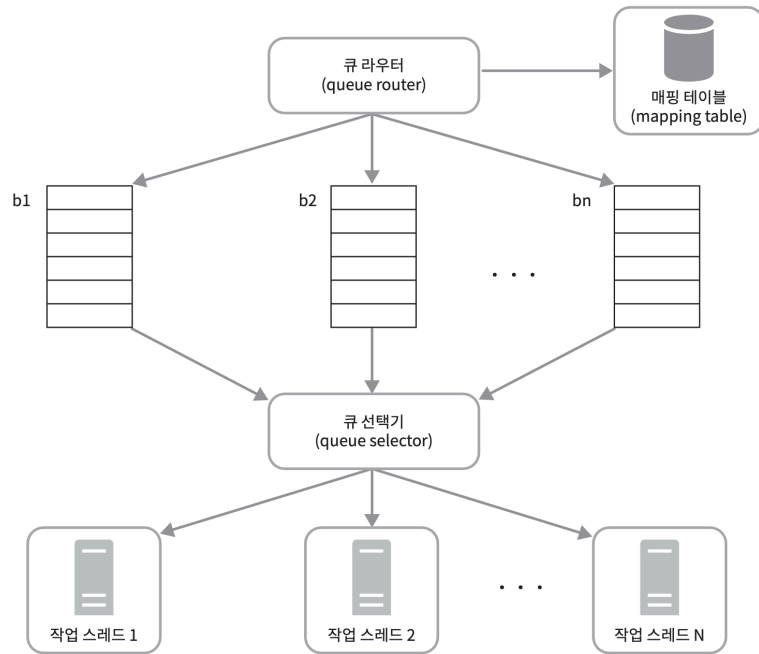 큐 라우터
(queue router)
매핑 테이블
(mapping table)
b1
b2
bn
. . .
큐 선택기
(queue selector)
. . .
작업 스레드 1
작업 스레드 2
작업 스레드 N